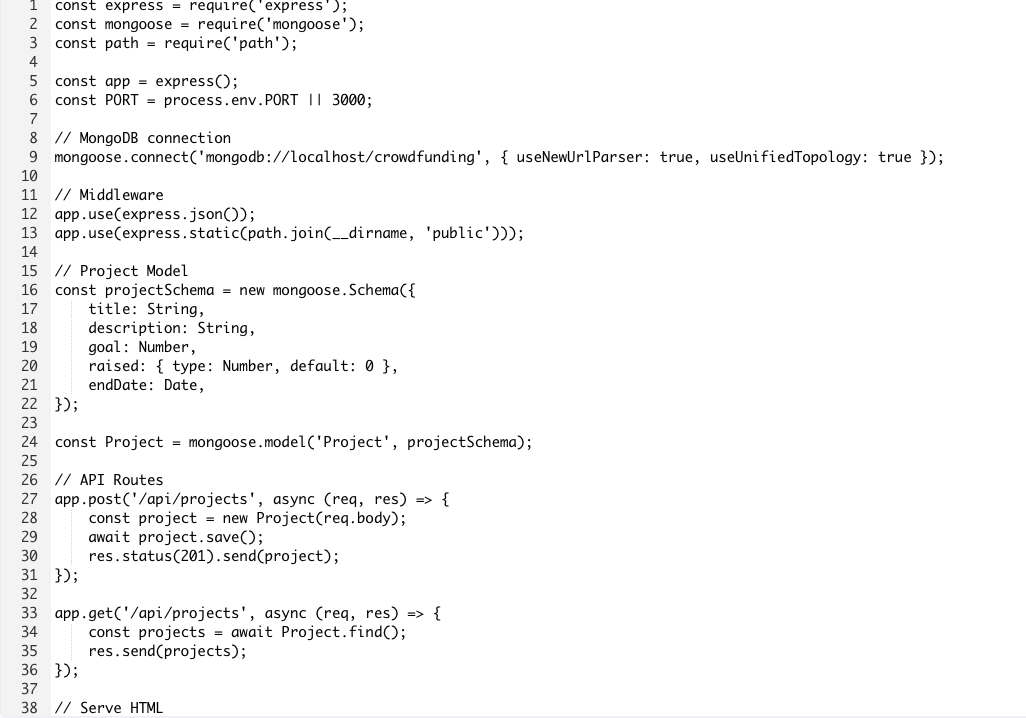 1 const express = require('express');
2 const mongoose = require('mongoose');
3 const path = require('path');
4
5 const app = express();
6 const PORT = process.env.PORT || 3000;
7
8 // MongoDB connection
9 mongoose.connect('mongodb://localhost/crowdfunding', { useNewUrlParser: true, useUnifiedTopology: true });
10
11 // Middleware
12 app.use(express.json());
13 app.use(express.static(path.join(__dirname, 'public')));
14
15 // Project Model
16 const projectSchema = new mongoose.Schema({
17     title: String,
18     description: String,
19     goal: Number,
20     raised: { type: Number, default: 0 },
21     endDate: Date,
22 });
23
24 const Project = mongoose.model('Project', projectSchema);
25
26 // API Routes
27 app.post('/api/projects', async (req, res) => {
28     const project = new Project(req.body);
29     await project.save();
30     res.status(201).send(project);
31 });
32
33 app.get('/api/projects', async (req, res) => {
34     const projects = await Project.find();
35     res.send(projects);
36 });
37
38 // Serve HTML